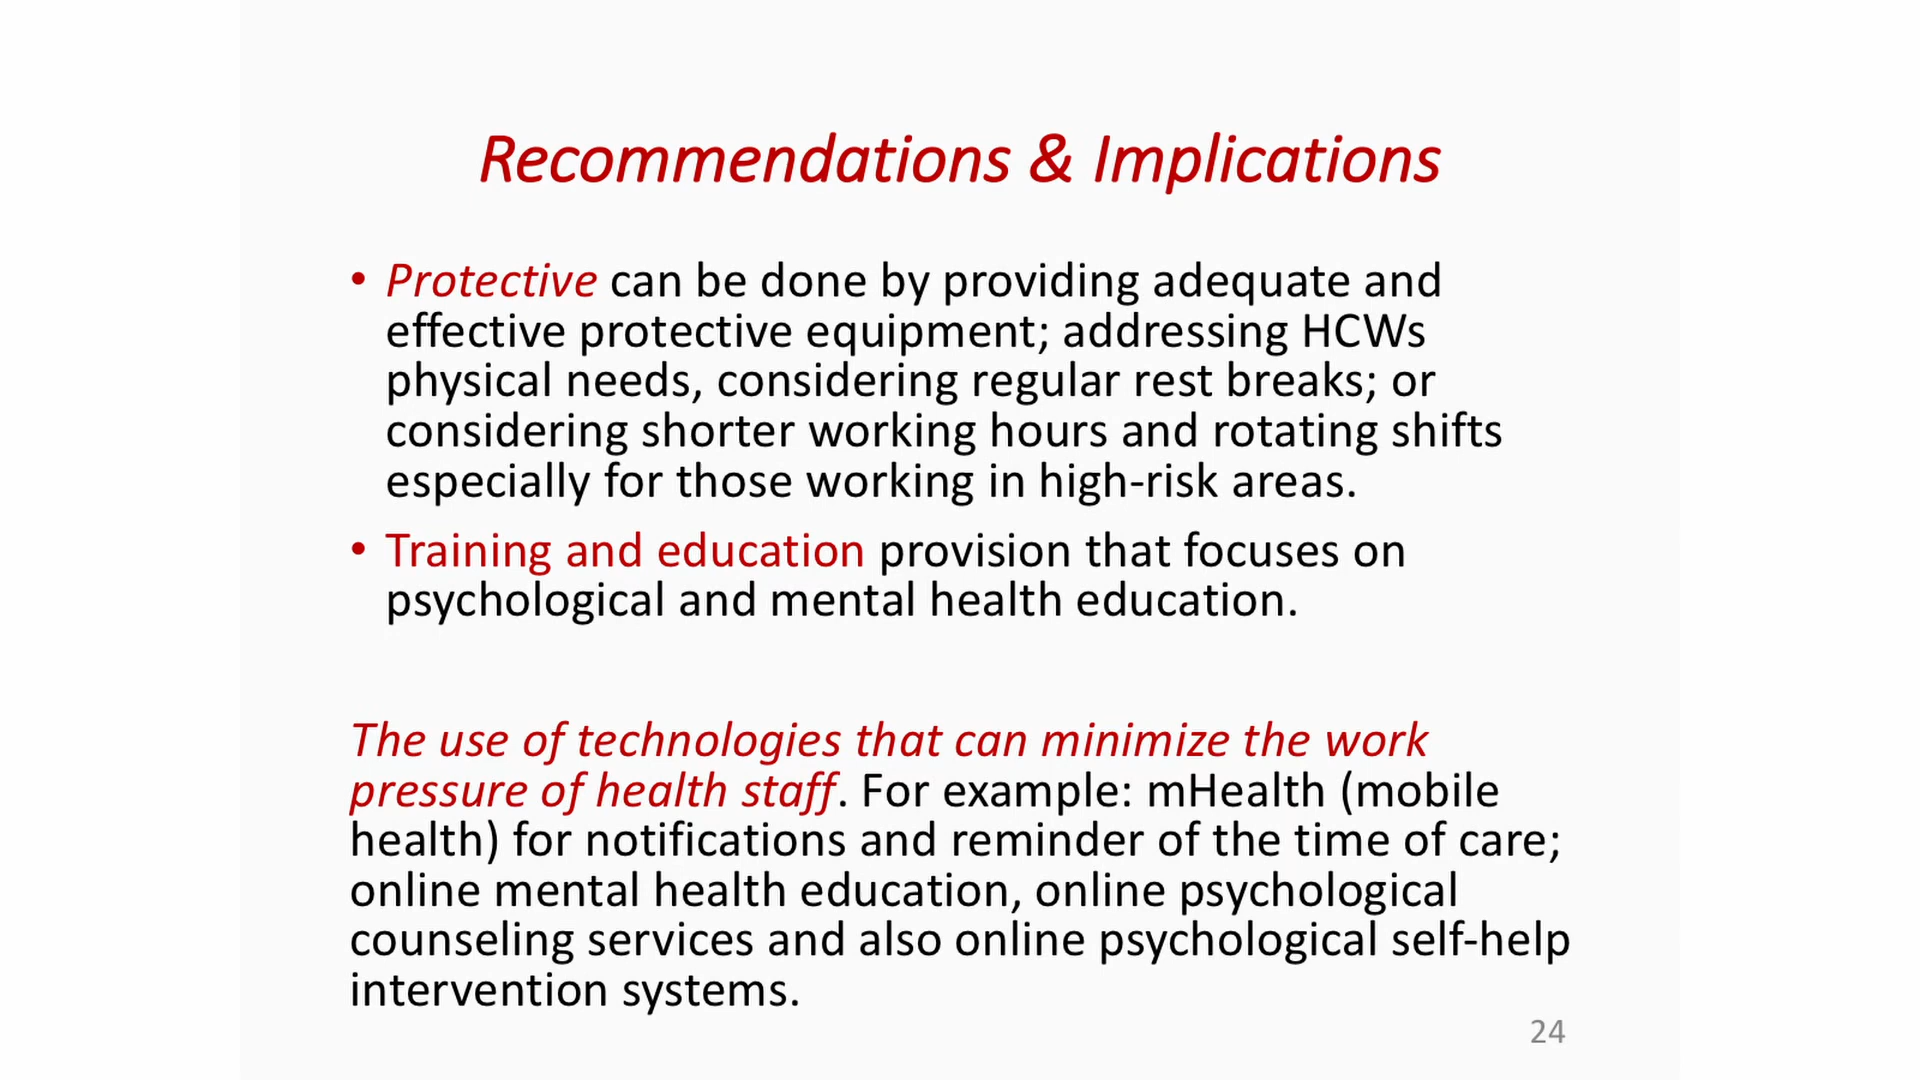 Recommendations & Implications
• Protective can be done by providing adequate and
effective protective equipment; addressing HCWs
physical needs, considering regular rest breaks; or
considering shorter working hours and rotating shifts
especially for those working in high-risk areas.
• Training and education provision that focuses on
psychological and mental health education.
The use of technologies that can minimize the work
pressure of health staff. For example: mHealth (mobile
health) for notifications and reminder of the time of care;
online mental health education, online psychological
counseling services and also online psychological self-help
intervention systems.
24